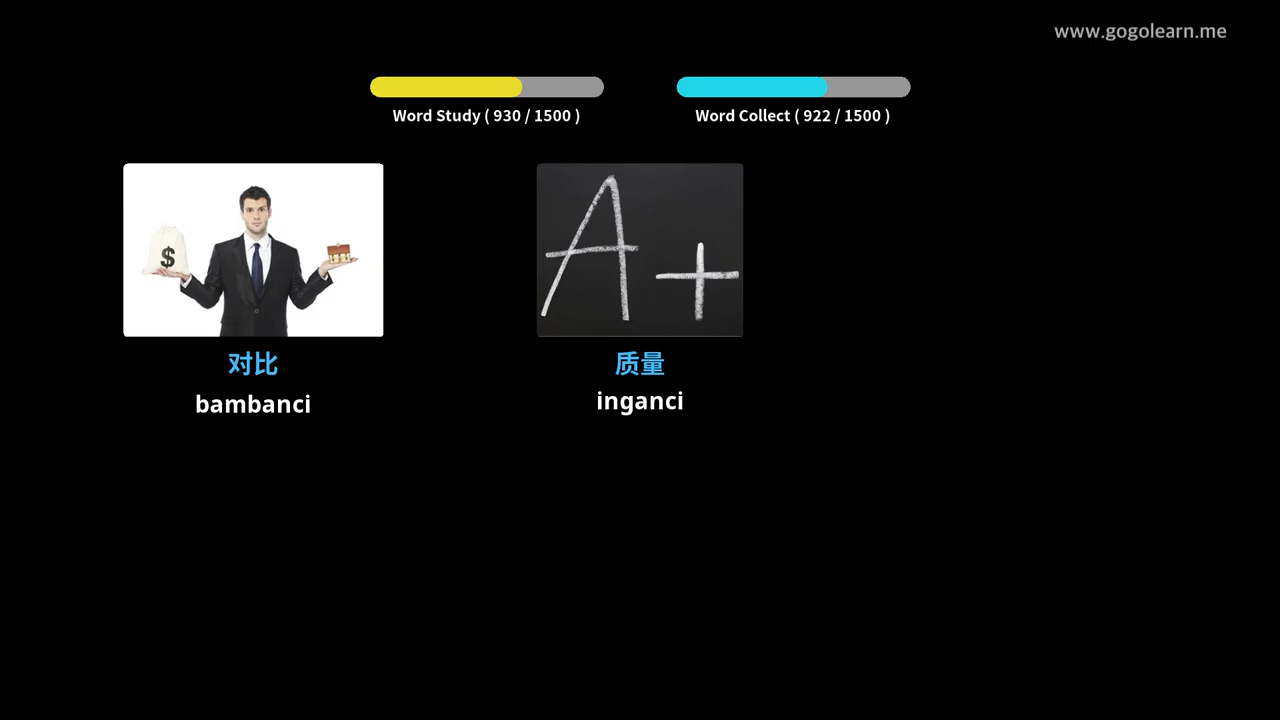 www.gogolearn.me
Word Study ( 930 / 1500 )
Word Collect ( 922 / 1500 )
$
A+
对比
质量
bambanci
inganci